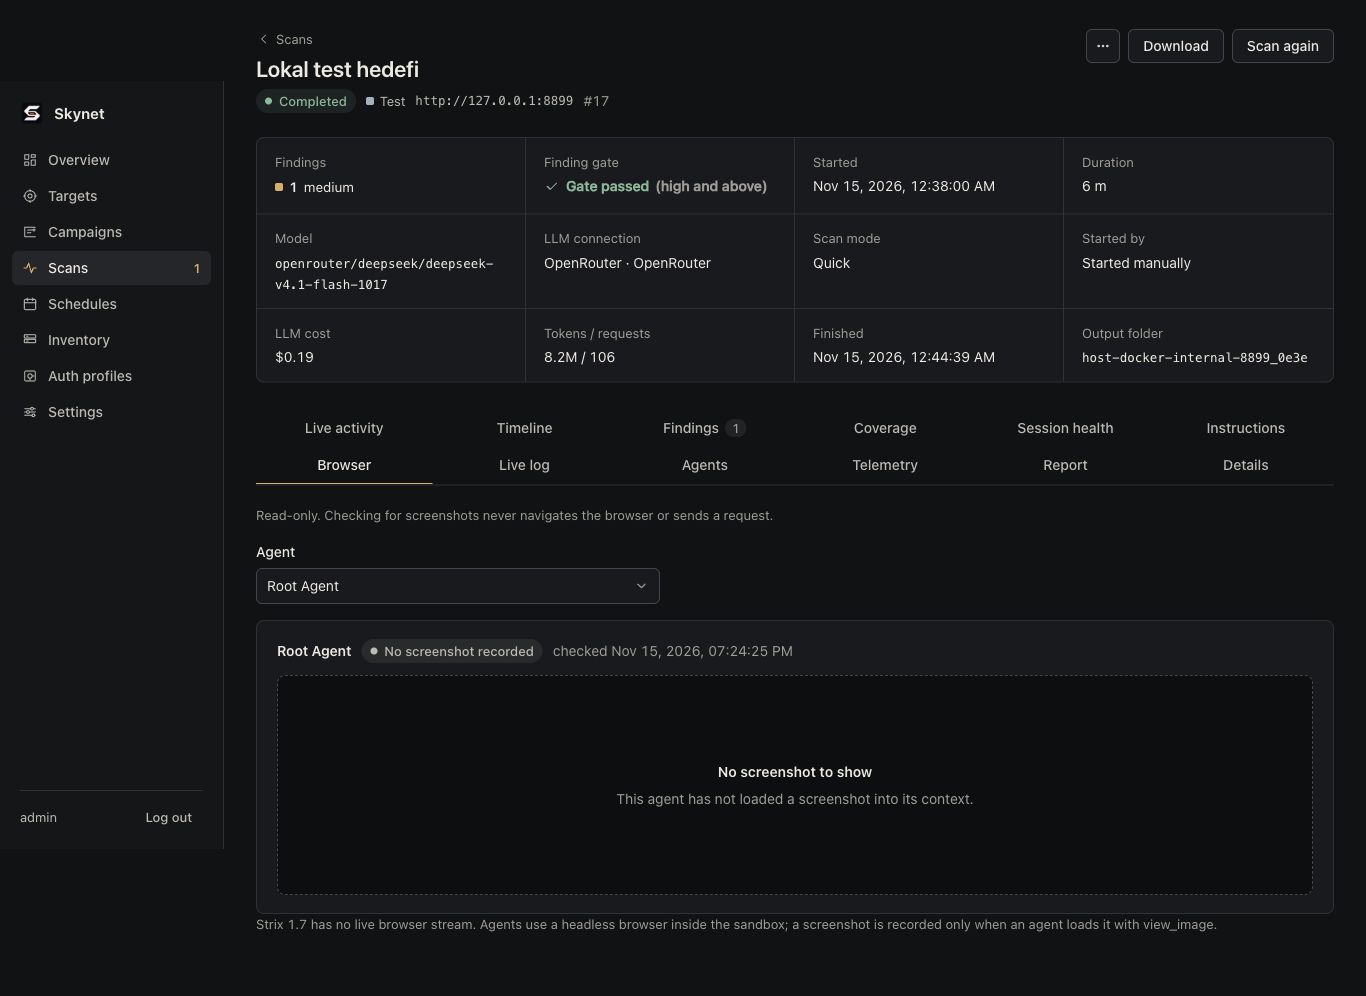 Scans
Lokal test hedefi
Completed Test http://127.0.0.1:8899 #17
... Download Scan again
Skynet
Overview
Targets
Campaigns
Scans 1
Schedules
Inventory
Auth profiles
Settings
admin Log out
Findings
1 medium
Finding gate
Gate passed (high and above)
Started
Nov 15, 2026, 12:38:00 AM
Duration
6 m
Model
openrouter/deepseek/deepseek-
v4.1-flash-1017
LLM connection
OpenRouter · OpenRouter
Scan mode
Quick
Started by
Started manually
LLM cost
$0.19
Tokens / requests
8.2M / 106
Finished
Nov 15, 2026, 12:44:39 AM
Output folder
host-docker-internal-8899_0e3e
Live activity Timeline Findings 1 Coverage Session health Instructions
Browser Live log Agents Telemetry Report Details
Read-only. Checking for screenshots never navigates the browser or sends a request.
Agent
Root Agent
Root Agent No screenshot recorded checked Nov 15, 2026, 07:24:25 PM
No screenshot to show
This agent has not loaded a screenshot into its context.
Strix 1.7 has no live browser stream. Agents use a headless browser inside the sandbox; a screenshot is recorded only when an agent loads it with view_image.